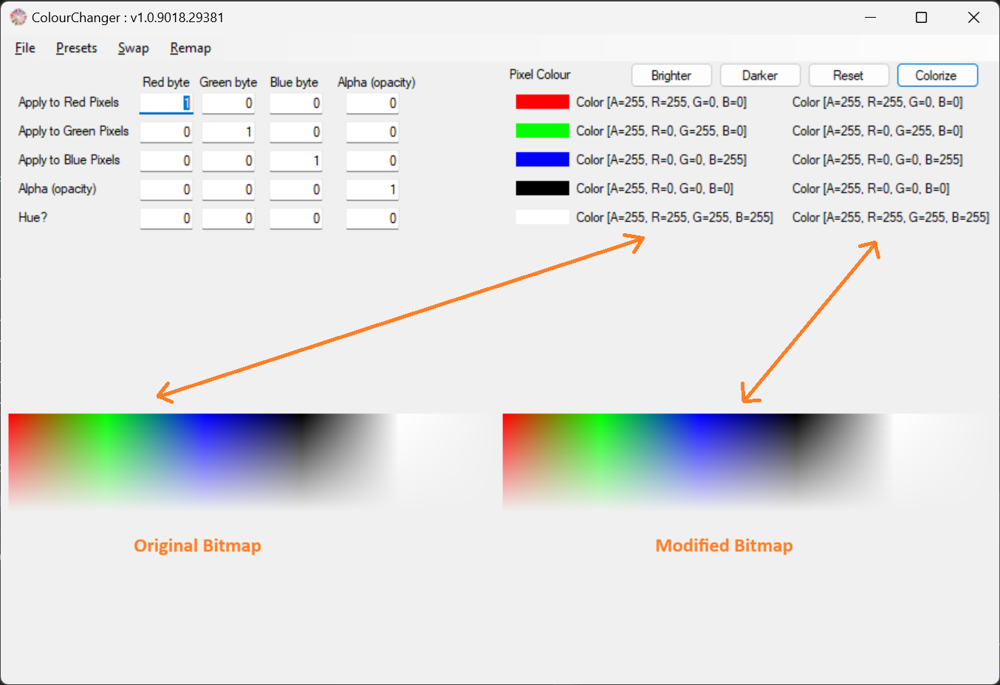 ColourChanger : v1.0.9018.29381
File Presets Swap Remap
Red byte Green byte Blue byte Alpha (opacity)
Pixel Colour Brighter Darker Reset Colorize
Apply to Red Pixels 1 0 0 0 Color [A=255, R=255, G=0, B=0] Color [A=255, R=255, G=0, B=0]
Apply to Green Pixels 0 1 0 0 Color [A=255, R=0, G=255, B=0] Color [A=255, R=0, G=255, B=0]
Apply to Blue Pixels 0 0 1 0 Color [A=255, R=0, G=0, B=255] Color [A=255, R=0, G=0, B=255]
Alpha (opacity) 0 0 0 1 Color [A=255, R=0, G=0, B=0] Color [A=255, R=0, G=0, B=0]
Hue? 0 0 0 0 Color [A=255, R=255, G=255, B=255] Color [A=255, R=255, G=255, B=255]
Original Bitmap Modified Bitmap